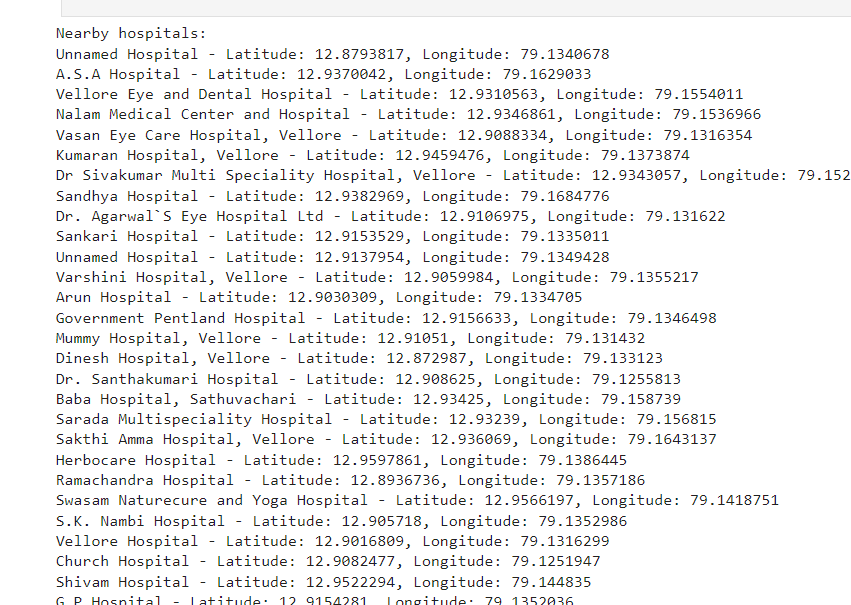 Nearby hospitals:
Unnamed Hospital - Latitude: 12.8793817, Longitude: 79.1340678
A.S.A Hospital - Latitude: 12.9370042, Longitude: 79.1629033
Vellore Eye and Dental Hospital - Latitude: 12.9310563, Longitude: 79.1554011
Nalam Medical Center and Hospital - Latitude: 12.9346861, Longitude: 79.1536966
Vasan Eye Care Hospital, Vellore - Latitude: 12.9088334, Longitude: 79.1316354
Kumaran Hospital, Vellore - Latitude: 12.9459476, Longitude: 79.1373874
Dr Sivakumar Multi Speciality Hospital, Vellore - Latitude: 12.9343057, Longitude: 79.152
Sandhya Hospital - Latitude: 12.9382969, Longitude: 79.1684776
Dr. Agarwal`S Eye Hospital Ltd - Latitude: 12.9106975, Longitude: 79.131622
Sankari Hospital - Latitude: 12.9153529, Longitude: 79.1335011
Unnamed Hospital - Latitude: 12.9137954, Longitude: 79.1349428
Varshini Hospital, Vellore - Latitude: 12.9059984, Longitude: 79.1355217
Arun Hospital - Latitude: 12.9030309, Longitude: 79.1334705
Government Pentland Hospital - Latitude: 12.9156633, Longitude: 79.1346498
Mummy Hospital, Vellore - Latitude: 12.91051, Longitude: 79.131432
Dinesh Hospital, Vellore - Latitude: 12.872987, Longitude: 79.133123
Dr. Santhakumari Hospital - Latitude: 12.908625, Longitude: 79.1255813
Baba Hospital, Sathuvachari - Latitude: 12.93425, Longitude: 79.158739
Sarada Multispeciality Hospital - Latitude: 12.93239, Longitude: 79.156815
Sakthi Amma Hospital, Vellore - Latitude: 12.936069, Longitude: 79.1643137
Herbocare Hospital - Latitude: 12.9597861, Longitude: 79.1386445
Ramachandra Hospital - Latitude: 12.8936736, Longitude: 79.1357186
Swasam Naturecure and Yoga Hospital - Latitude: 12.9566197, Longitude: 79.1418751
S.K. Nambi Hospital - Latitude: 12.905718, Longitude: 79.1352986
Vellore Hospital - Latitude: 12.9016809, Longitude: 79.1316299
Church Hospital - Latitude: 12.9082477, Longitude: 79.1251947
Shivam Hospital - Latitude: 12.9522294, Longitude: 79.144835
G P Hospital - Latitude: 12.9154281, Longitude: 79.1352036